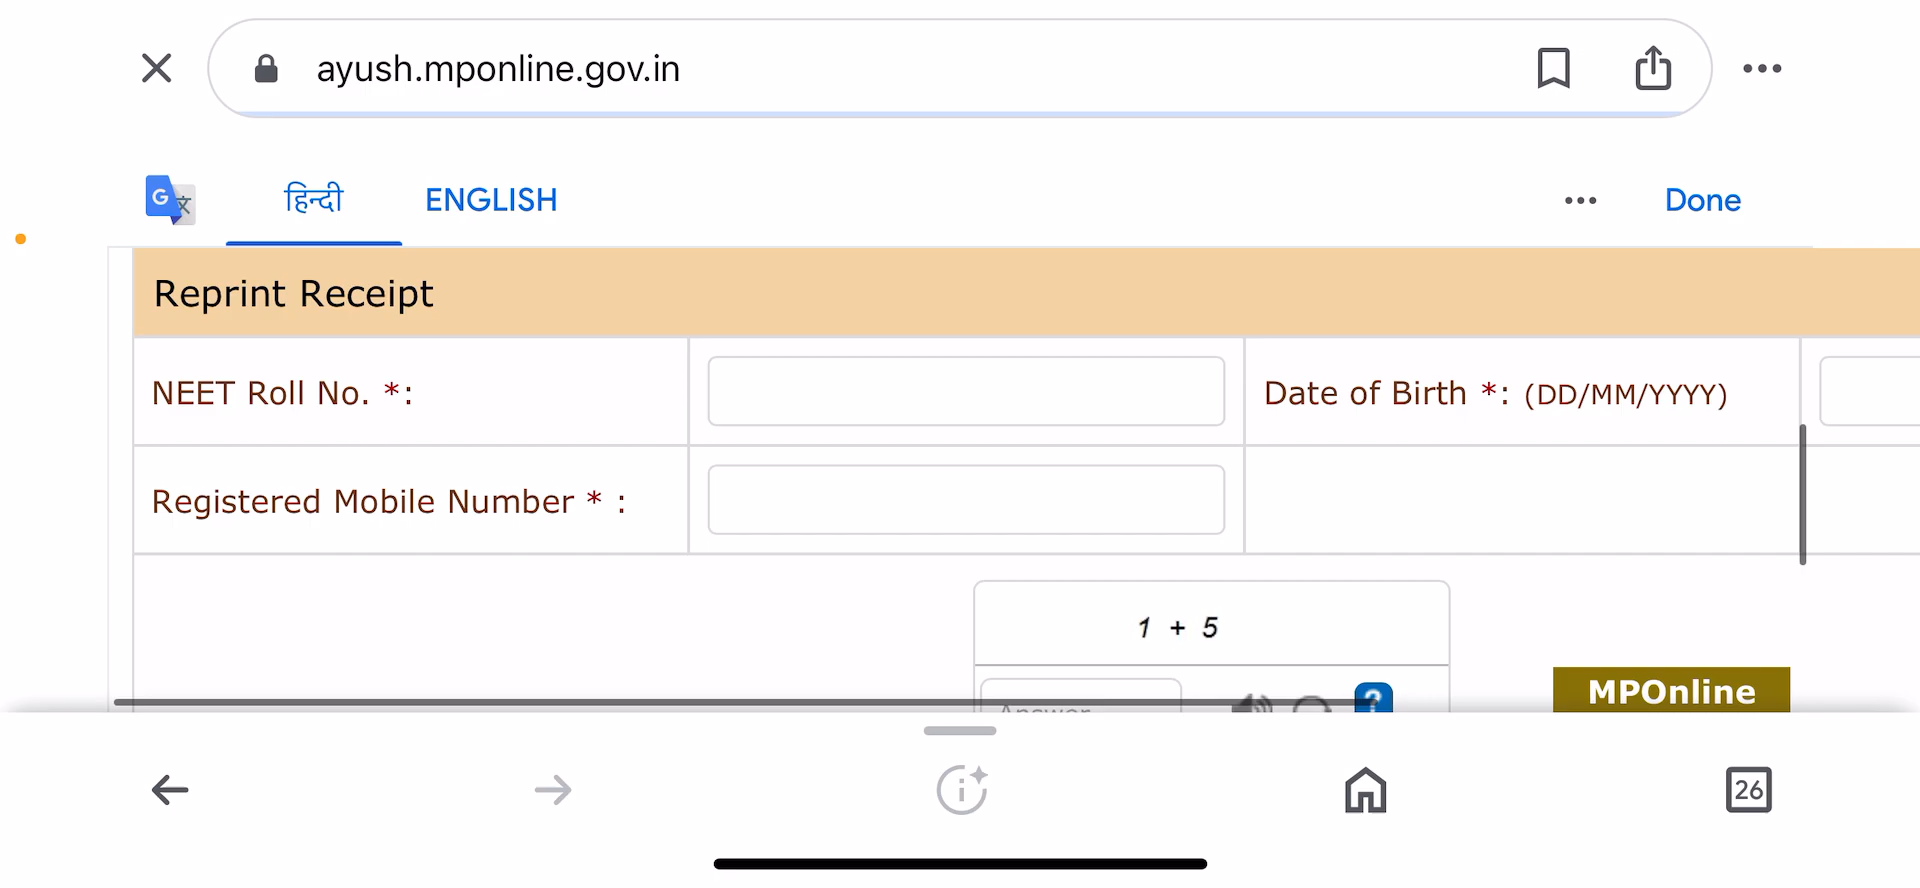 ayush.mponline.gov.in
हिन्दी ENGLISH Done
Reprint Receipt
NEET Roll No. *: Date of Birth *: (DD/MM/YYYY)
Registered Mobile Number * :
1 + 5
Answer ? MPOnline
26